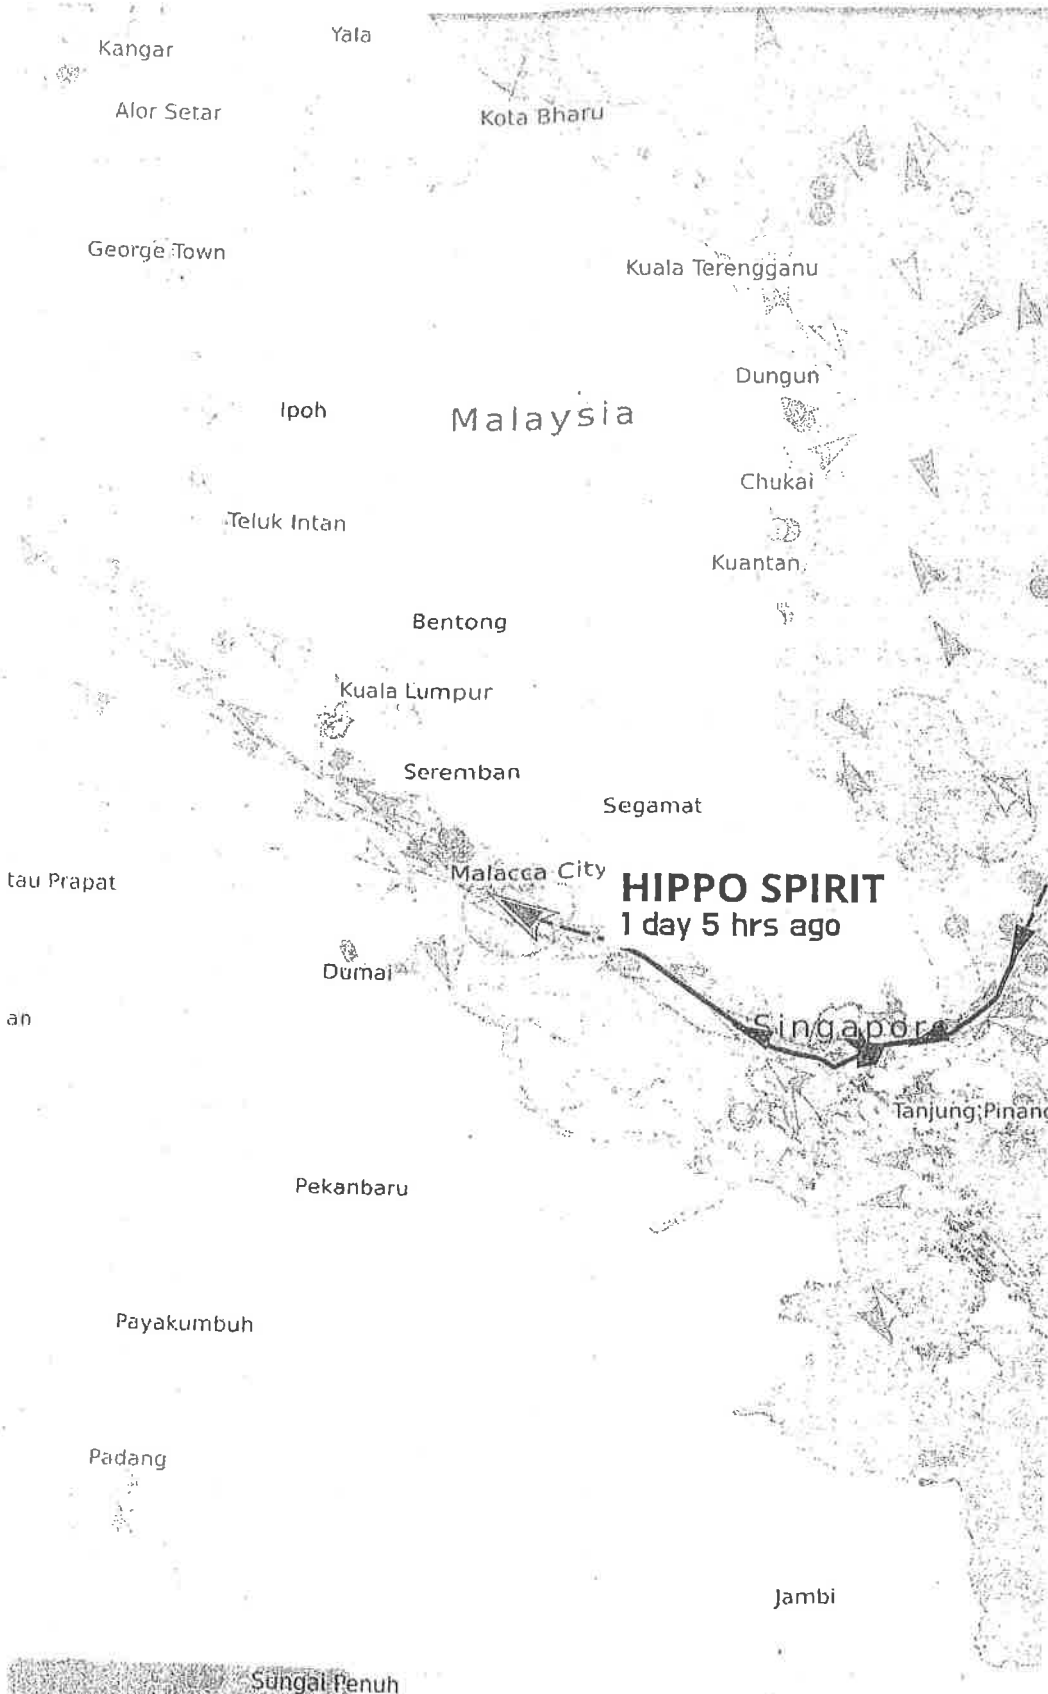 Yala
Kangar
Alor Setar
Kota Bharu
George Town
Kuala Terengganu
Dungun
Ipoh
Malaysia
Chukai
Teluk Intan
Kuantan
Bentong
Kuala Lumpur
Seremban
Segamat
Malacca City
tau Prapat
HIPPO SPIRIT
1 day 5 hrs ago
Dumai
an
Singapore
Tanjung Pinang
Pekanbaru
Payakumbuh
Padang
Jambi
Sungai Penuh